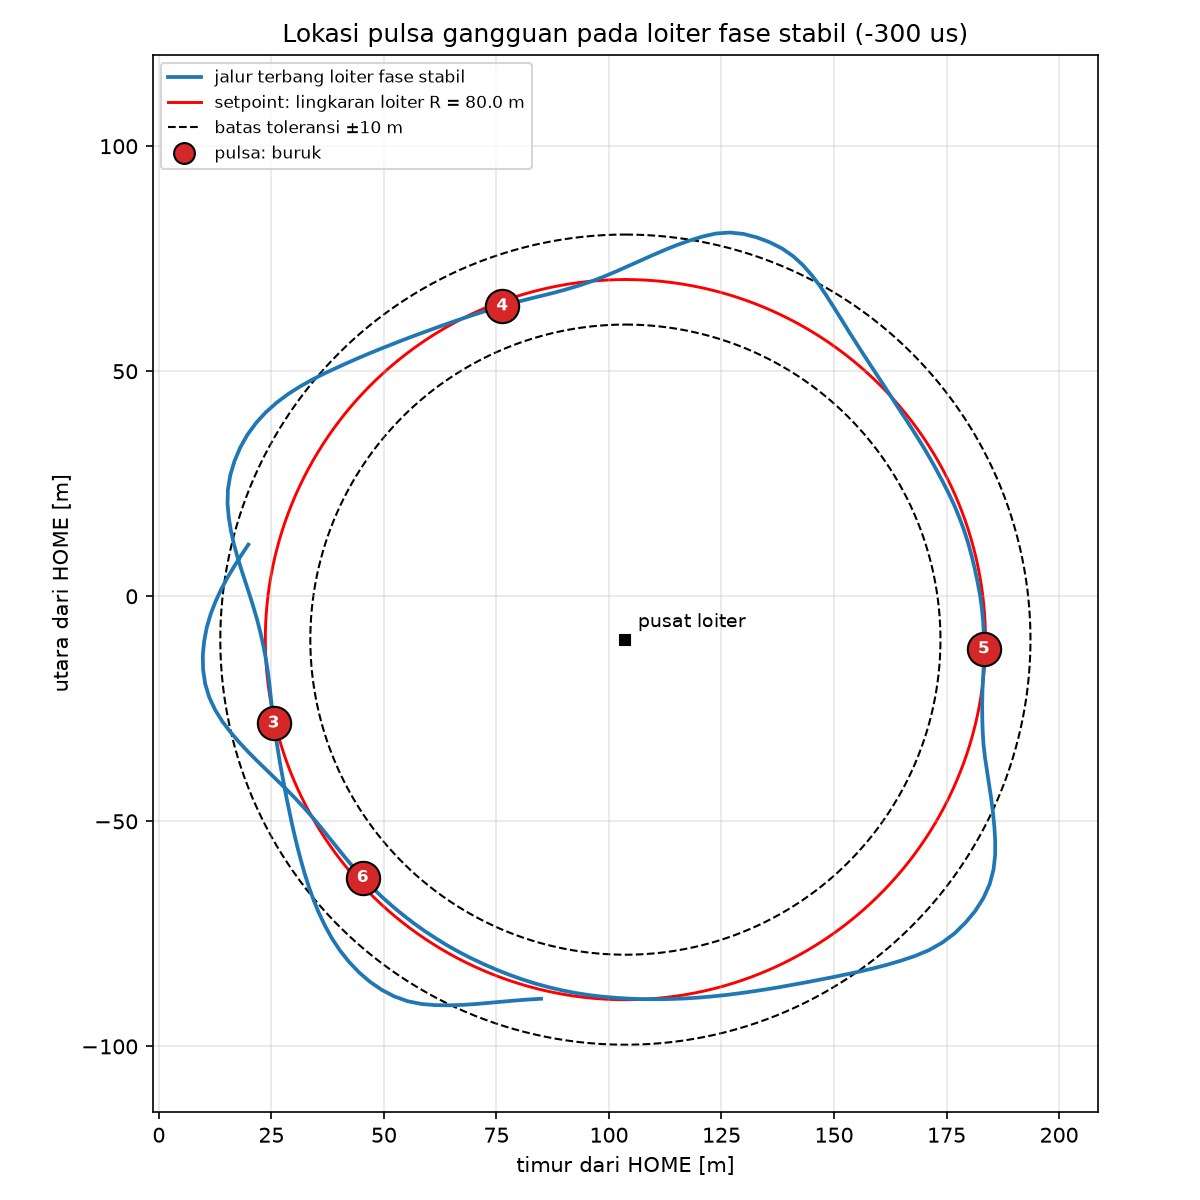 Lokasi pulsa gangguan pada loiter fase stabil (-300 us)
jalur terbang loiter fase stabil
setpoint: lingkaran loiter R = 80.0 m
batas toleransi ±10 m
pulsa: buruk
100
50
0
−50
−100
utara dari HOME [m]
4
pusat loiter
5
3
6
0
25
50
75
100
125
150
175
200
timur dari HOME [m]